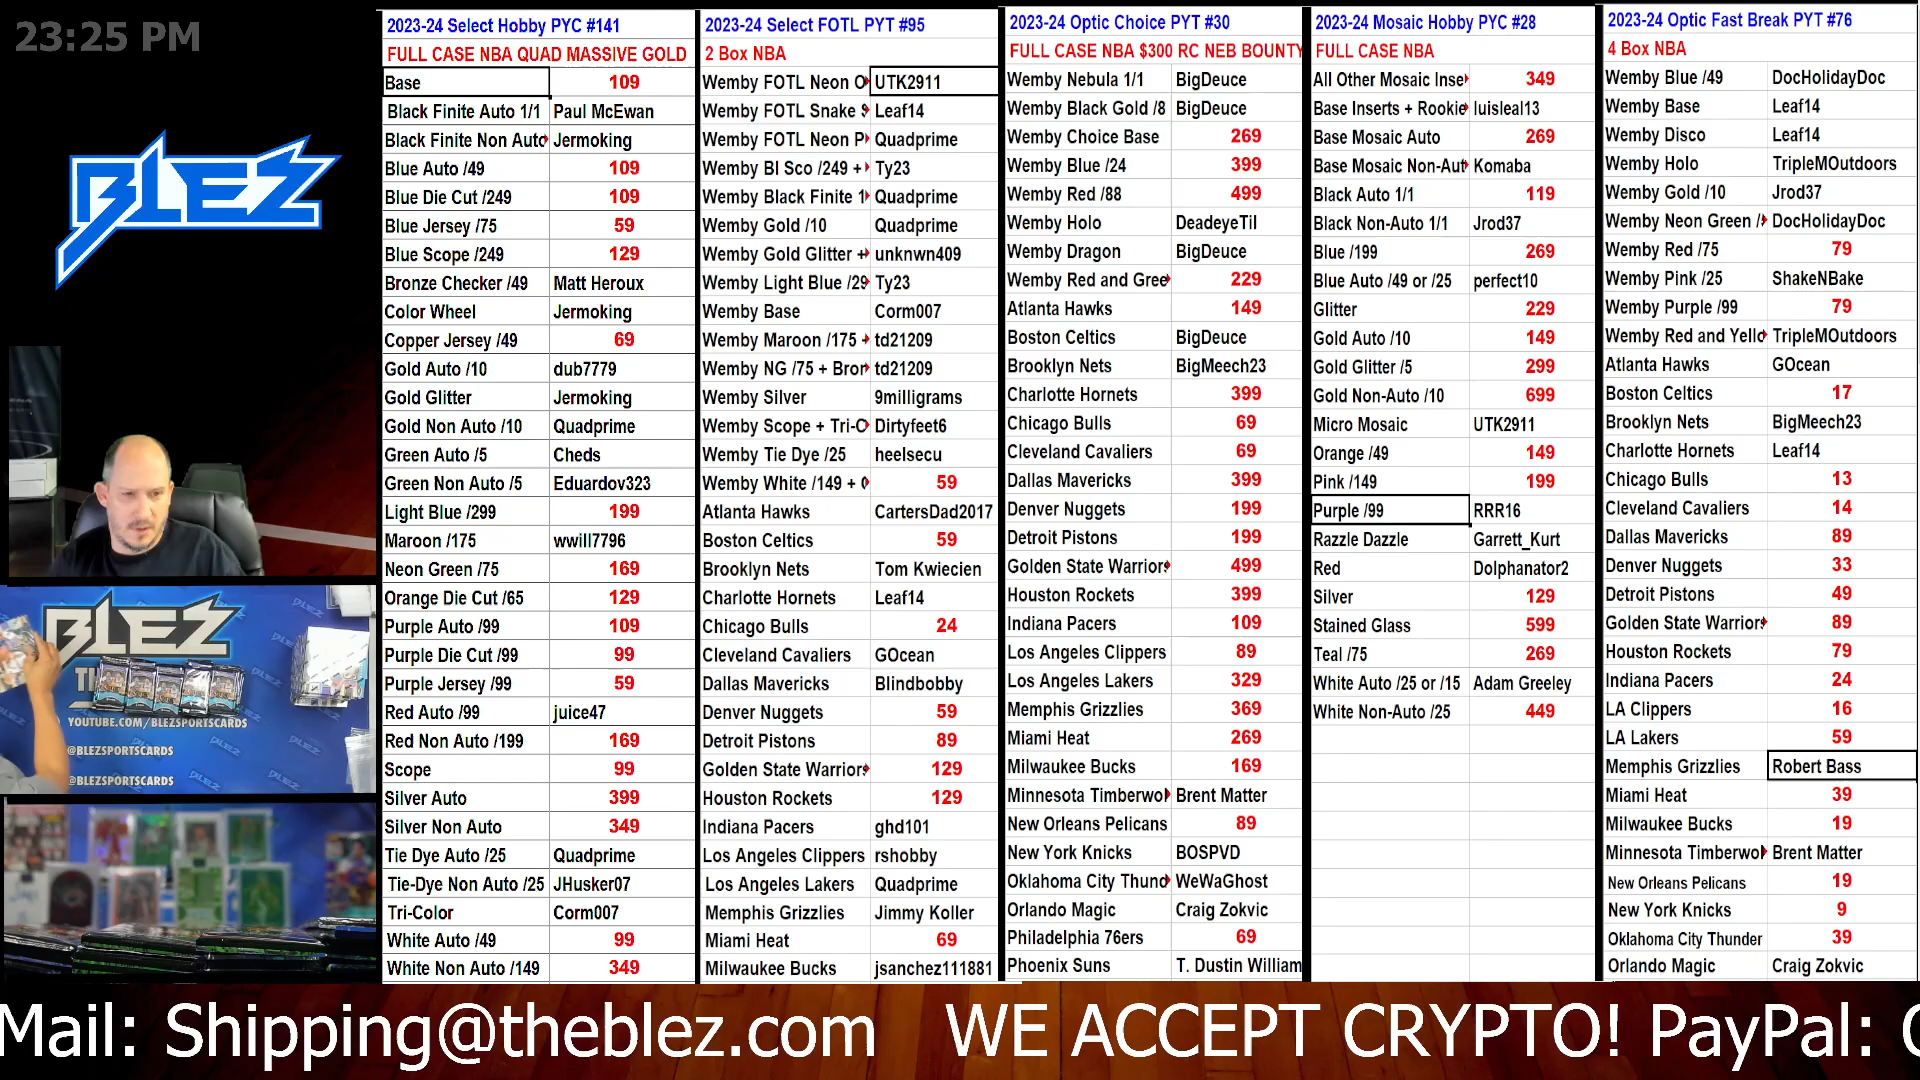 23:25 PM
BLEZ
BLEZ
YOUTUBE.COM/BLEZSPORTSCARDS
@BLEZSPORTSCARDS
@BLEZSPORTSCARDS
2023-24 Select Hobby PYC #141
FULL CASE NBA QUAD MASSIVE GOLD
Base 109
Black Finite Auto 1/1 Paul McEwan
Black Finite Non Auto Jermoking
Blue Auto /49 109
Blue Die Cut /249 109
Blue Jersey /75 59
Blue Scope /249 129
Bronze Checker /49 Matt Heroux
Color Wheel Jermoking
Copper Jersey /49 69
Gold Auto /10 dub7779
Gold Glitter Jermoking
Gold Non Auto /10 Quadprime
Green Auto /5 Cheds
Green Non Auto /5 Eduardov323
Light Blue /299 199
Maroon /175 wwill7796
Neon Green /75 169
Orange Die Cut /65 129
Purple Auto /99 109
Purple Die Cut /99 99
Purple Jersey /99 59
Red Auto /99 juice47
Red Non Auto /199 169
Scope 99
Silver Auto 399
Silver Non Auto 349
Tie Dye Auto /25 Quadprime
Tie-Dye Non Auto /25 JHusker07
Tri-Color Corm007
White Auto /49 99
White Non Auto /149 349
2023-24 Select FOTL PYT #95
2 Box NBA
Wemby FOTL Neon O UTK2911
Wemby FOTL Snake S Leaf14
Wemby FOTL Neon P Quadprime
Wemby Bl Sco /249 + Ty23
Wemby Black Finite 1 Quadprime
Wemby Gold /10 Quadprime
Wemby Gold Glitter + unknwn409
Wemby Light Blue /29 Ty23
Wemby Base Corm007
Wemby Maroon /175 + td21209
Wemby NG /75 + Bron td21209
Wemby Silver 9milligrams
Wemby Scope + Tri-C Dirtyfeet6
Wemby Tie Dye /25 heelsecu
Wemby White /149 + 59
Atlanta Hawks CartersDad2017
Boston Celtics 59
Brooklyn Nets Tom Kwiecien
Charlotte Hornets Leaf14
Chicago Bulls 24
Cleveland Cavaliers GOcean
Dallas Mavericks Blindbobby
Denver Nuggets 59
Detroit Pistons 89
Golden State Warriors 129
Houston Rockets 129
Indiana Pacers ghd101
Los Angeles Clippers rshobby
Los Angeles Lakers Quadprime
Memphis Grizzlies Jimmy Koller
Miami Heat 69
Milwaukee Bucks jsanchez111881
2023-24 Optic Choice PYT #30
FULL CASE NBA $300 RC NEB BOUNTY
Wemby Nebula 1/1 BigDeuce
Wemby Black Gold /8 BigDeuce
Wemby Choice Base 269
Wemby Blue /24 399
Wemby Red /88 499
Wemby Holo DeadeyeTil
Wemby Dragon BigDeuce
Wemby Red and Gree 229
Atlanta Hawks 149
Boston Celtics BigDeuce
Brooklyn Nets BigMeech23
Charlotte Hornets 399
Chicago Bulls 69
Cleveland Cavaliers 69
Dallas Mavericks 399
Denver Nuggets 199
Detroit Pistons 199
Golden State Warriors 499
Houston Rockets 399
Indiana Pacers 109
Los Angeles Clippers 89
Los Angeles Lakers 329
Memphis Grizzlies 369
Miami Heat 269
Milwaukee Bucks 169
Minnesota Timberwol Brent Matter
New Orleans Pelicans 89
New York Knicks BOSPVD
Oklahoma City Thund WeWaGhost
Orlando Magic Craig Zokvic
Philadelphia 76ers 69
Phoenix Suns T. Dustin William
2023-24 Mosaic Hobby PYC #28
FULL CASE NBA
All Other Mosaic Inse 349
Base Inserts + Rookie luisleal13
Base Mosaic Auto 269
Base Mosaic Non-Aut Komaba
Black Auto 1/1 119
Black Non-Auto 1/1 Jrod37
Blue /199 269
Blue Auto /49 or /25 perfect10
Glitter 229
Gold Auto /10 149
Gold Glitter /5 299
Gold Non-Auto /10 699
Micro Mosaic UTK2911
Orange /49 149
Pink /149 199
Purple /99 RRR16
Razzle Dazzle Garrett_Kurt
Red Dolphanator2
Silver 129
Stained Glass 599
Teal /75 269
White Auto /25 or /15 Adam Greeley
White Non-Auto /25 449
2023-24 Optic Fast Break PYT #76
4 Box NBA
Wemby Blue /49 DocHolidayDoc
Wemby Base Leaf14
Wemby Disco Leaf14
Wemby Holo TripleMOutdoors
Wemby Gold /10 Jrod37
Wemby Neon Green / DocHolidayDoc
Wemby Red /75 79
Wemby Pink /25 ShakeNBake
Wemby Purple /99 79
Wemby Red and Yello TripleMOutdoors
Atlanta Hawks GOcean
Boston Celtics 17
Brooklyn Nets BigMeech23
Charlotte Hornets Leaf14
Chicago Bulls 13
Cleveland Cavaliers 14
Dallas Mavericks 89
Denver Nuggets 33
Detroit Pistons 49
Golden State Warriors 89
Houston Rockets 79
Indiana Pacers 24
LA Clippers 16
LA Lakers 59
Memphis Grizzlies Robert Bass
Miami Heat 39
Milwaukee Bucks 19
Minnesota Timberwol Brent Matter
New Orleans Pelicans 19
New York Knicks 9
Oklahoma City Thunder 39
Orlando Magic Craig Zokvic
Mail: Shipping@theblez.com WE ACCEPT CRYPTO! PayPal: